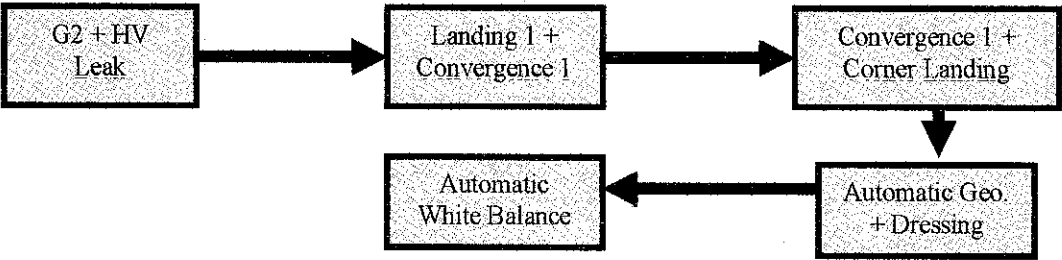 G2 + HV
Leak
Landing 1 +
Convergence 1
Convergence 1 +
Corner Landing
Automatic Geo.
+ Dressing
Automatic
White Balance